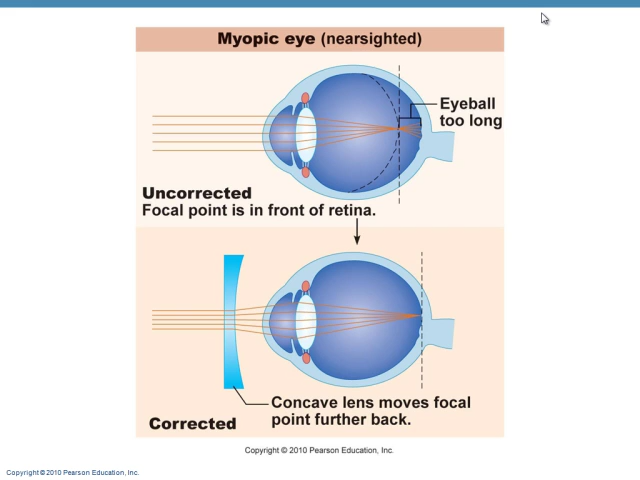 Myopic eye (nearsighted)
Eyeball
too long
Uncorrected
Focal point is in front of retina.
Concave lens moves focal
point further back.
Corrected
Copyright © 2010 Pearson Education, Inc.
Copyright © 2010 Pearson Education, Inc.